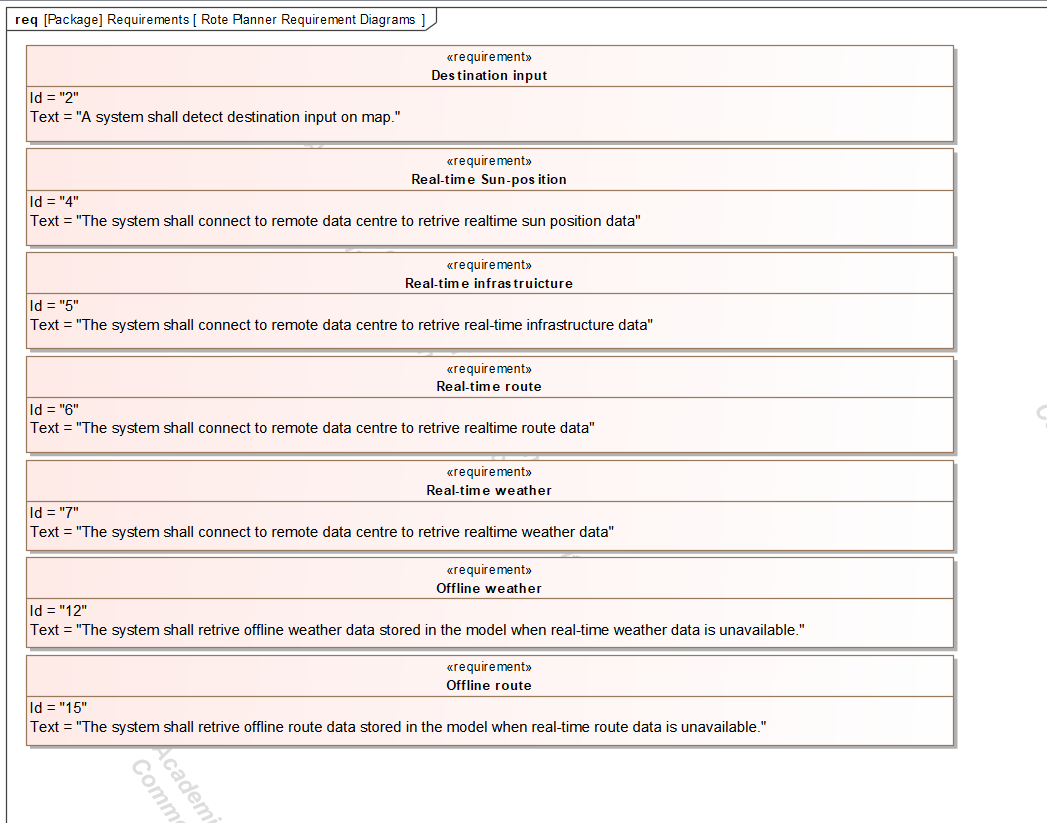 req [Package] Requirements [ Rote Planner Requirement Diagrams ]
«requirement»
Destination input
Id = "2"
Text = "A system shall detect destination input on map."
«requirement»
Real-time Sun-position
Id = "4"
Text = "The system shall connect to remote data centre to retrive realtime sun position data"
«requirement»
Real-time infrastruicture
Id = "5"
Text = "The system shall connect to remote data centre to retrive real-time infrastructure data"
«requirement»
Real-time route
Id = "6"
Text = "The system shall connect to remote data centre to retrive realtime route data"
«requirement»
Real-time weather
Id = "7"
Text = "The system shall connect to remote data centre to retrive realtime weather data"
«requirement»
Offline weather
Id = "12"
Text = "The system shall retrive offline weather data stored in the model when real-time weather data is unavailable."
«requirement»
Offline route
Id = "15"
Text = "The system shall retrive offline route data stored in the model when real-time route data is unavailable."